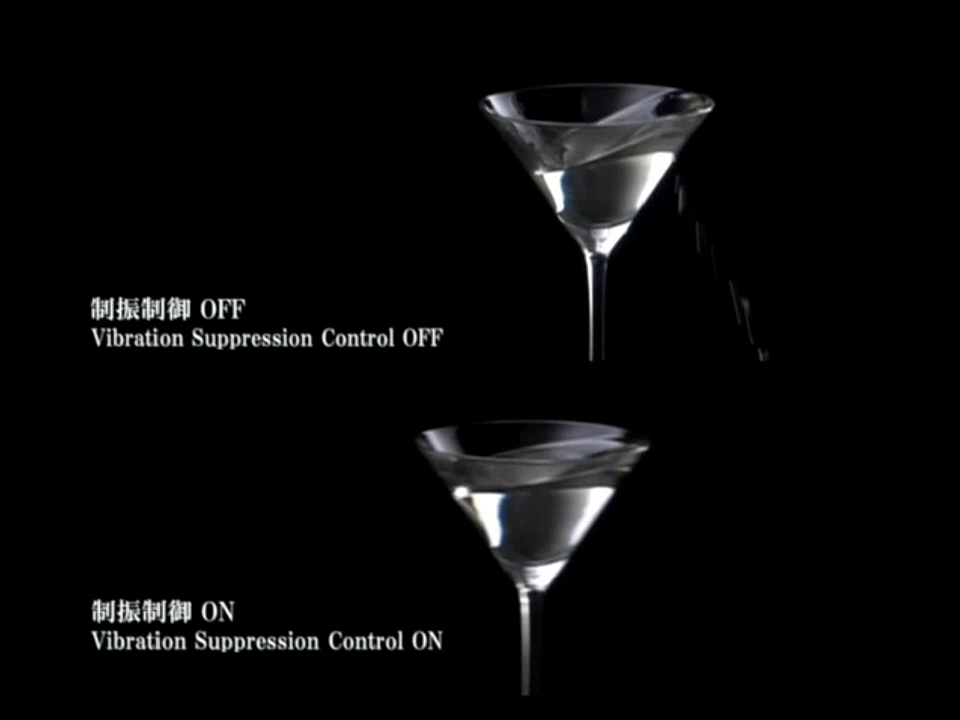 制振制御 OFF
Vibration Suppression Control OFF
制振制御 ON
Vibration Suppression Control ON